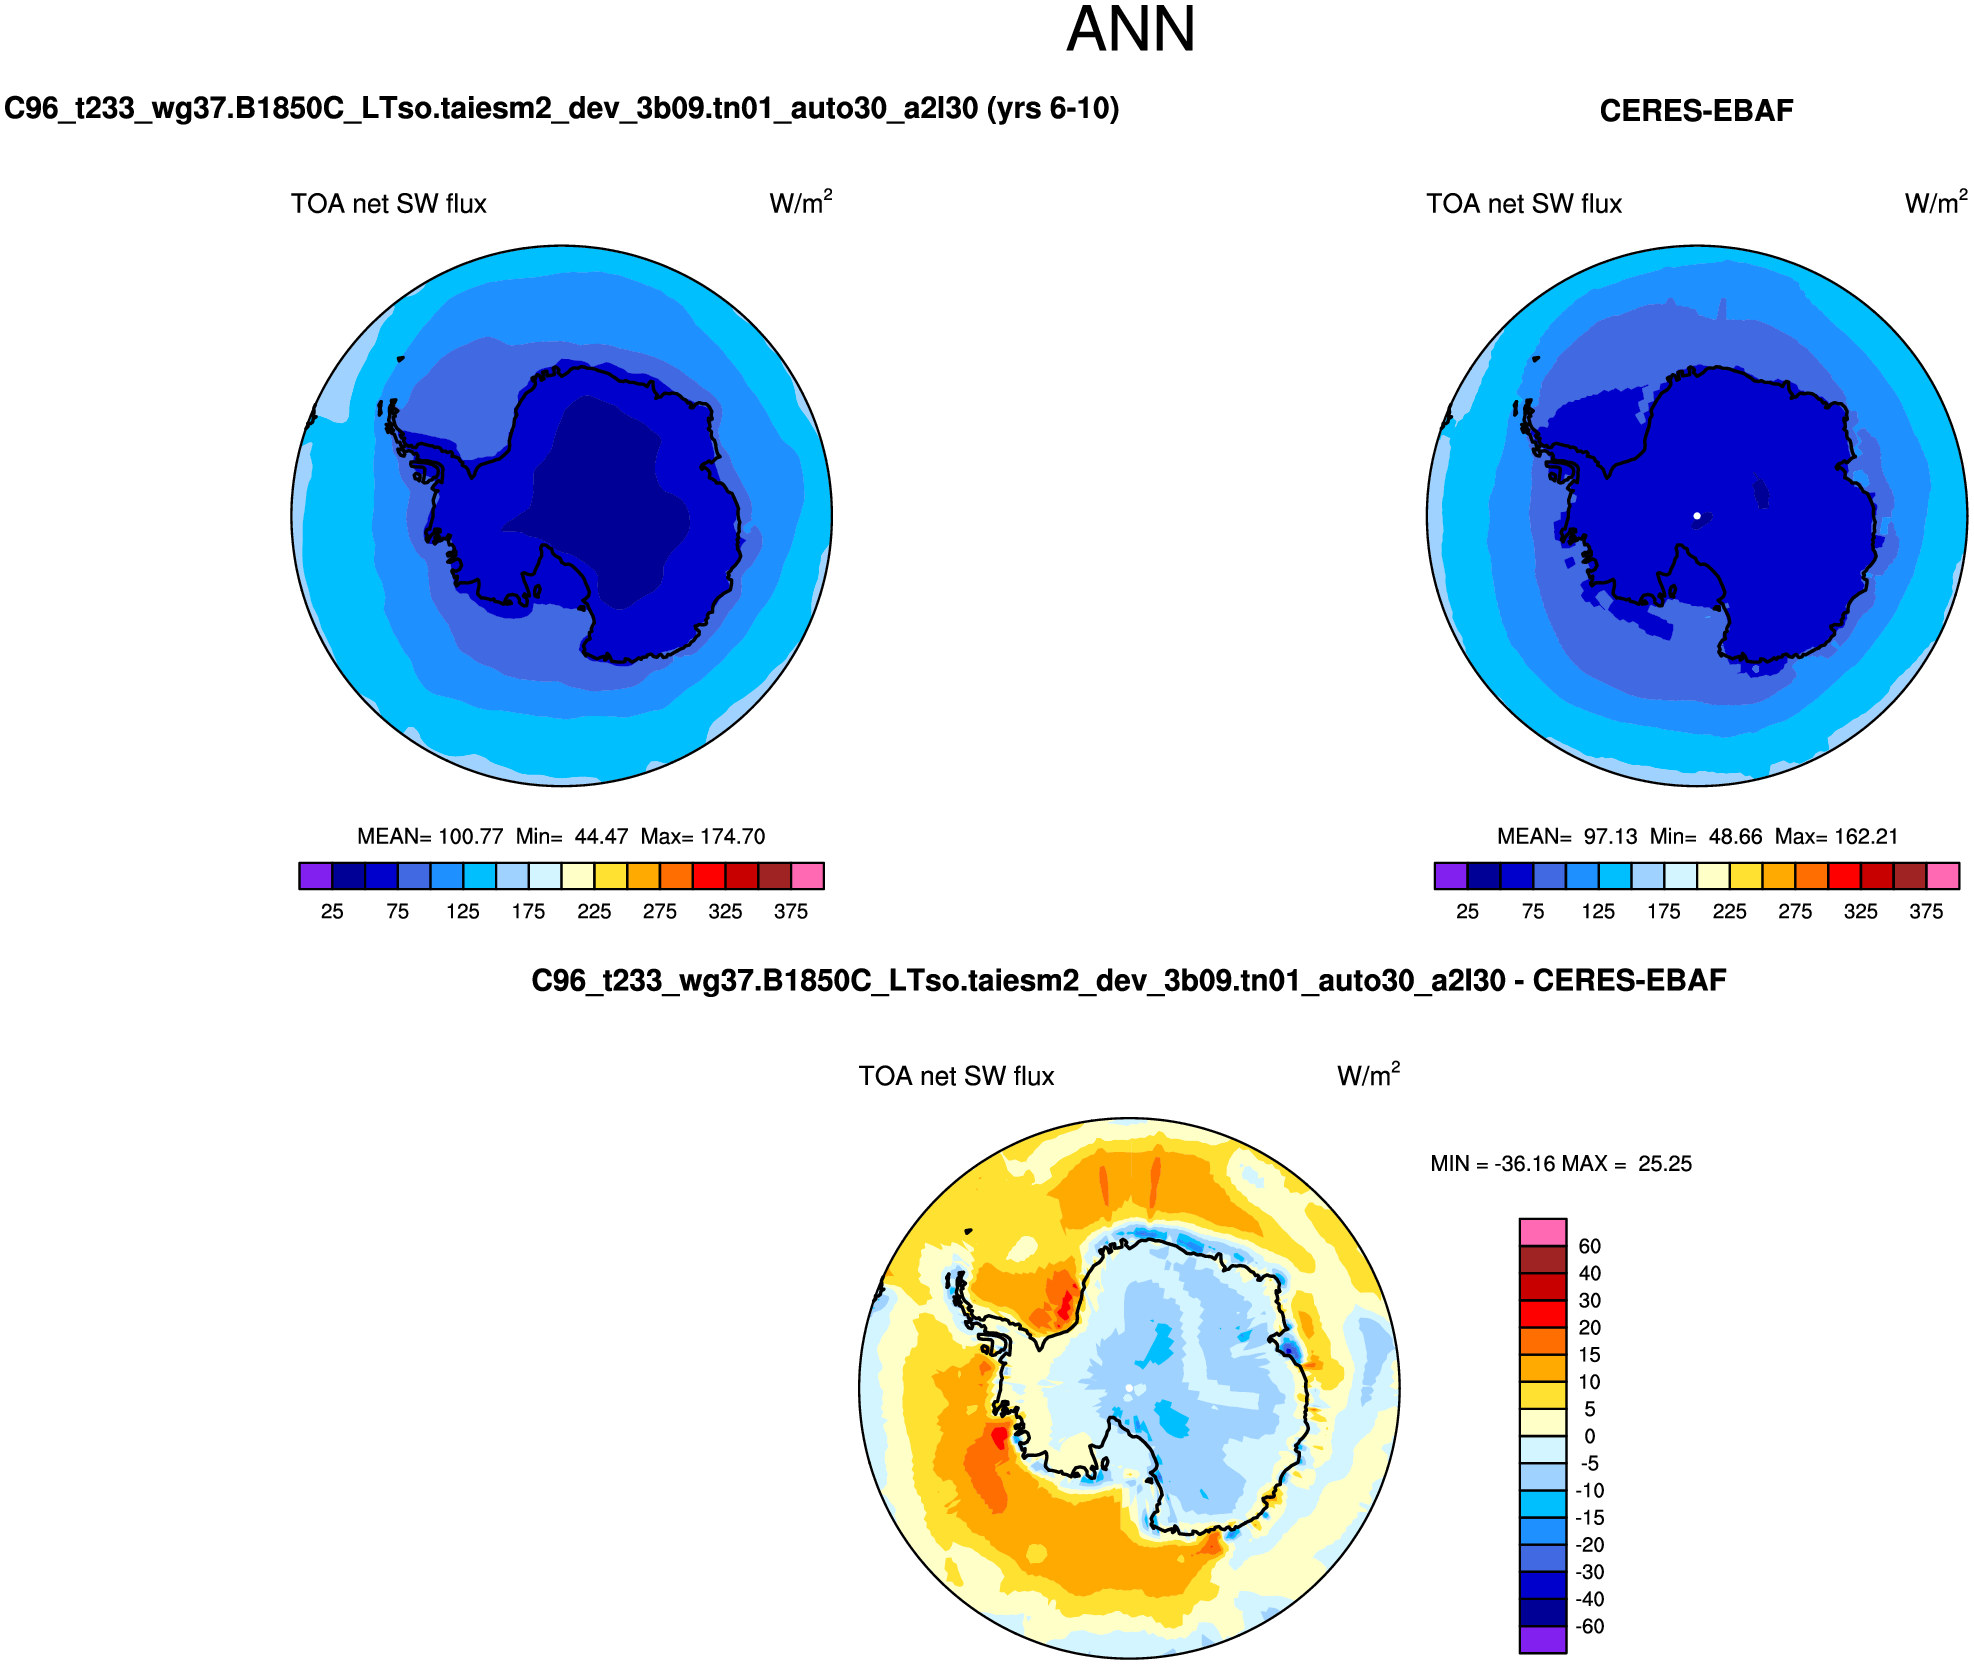 ANN
C96_t233_wg37.B1850C_LTso.taiesm2_dev_3b09.tn01_auto30_a2l30 (yrs 6-10)
CERES-EBAF
TOA net SW flux W/m2
TOA net SW flux W/m2
MEAN= 100.77 Min= 44.47 Max= 174.70
MEAN= 97.13 Min= 48.66 Max= 162.21
25 75 125 175 225 275 325 375
25 75 125 175 225 275 325 375
C96_t233_wg37.B1850C_LTso.taiesm2_dev_3b09.tn01_auto30_a2l30 - CERES-EBAF
TOA net SW flux W/m2
MIN = -36.16 MAX = 25.25
60
40
30
20
15
10
5
0
-5
-10
-15
-20
-30
-40
-60